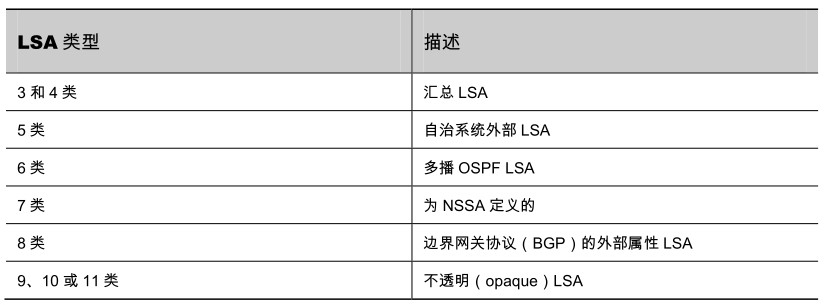 LSA 类型 描述
3 和 4 类 汇总 LSA
5 类 自治系统外部 LSA
6 类 多播 OSPF LSA
7 类 为 NSSA 定义的
8 类 边界网关协议（BGP）的外部属性 LSA
9、10 或 11 类 不透明（opaque）LSA